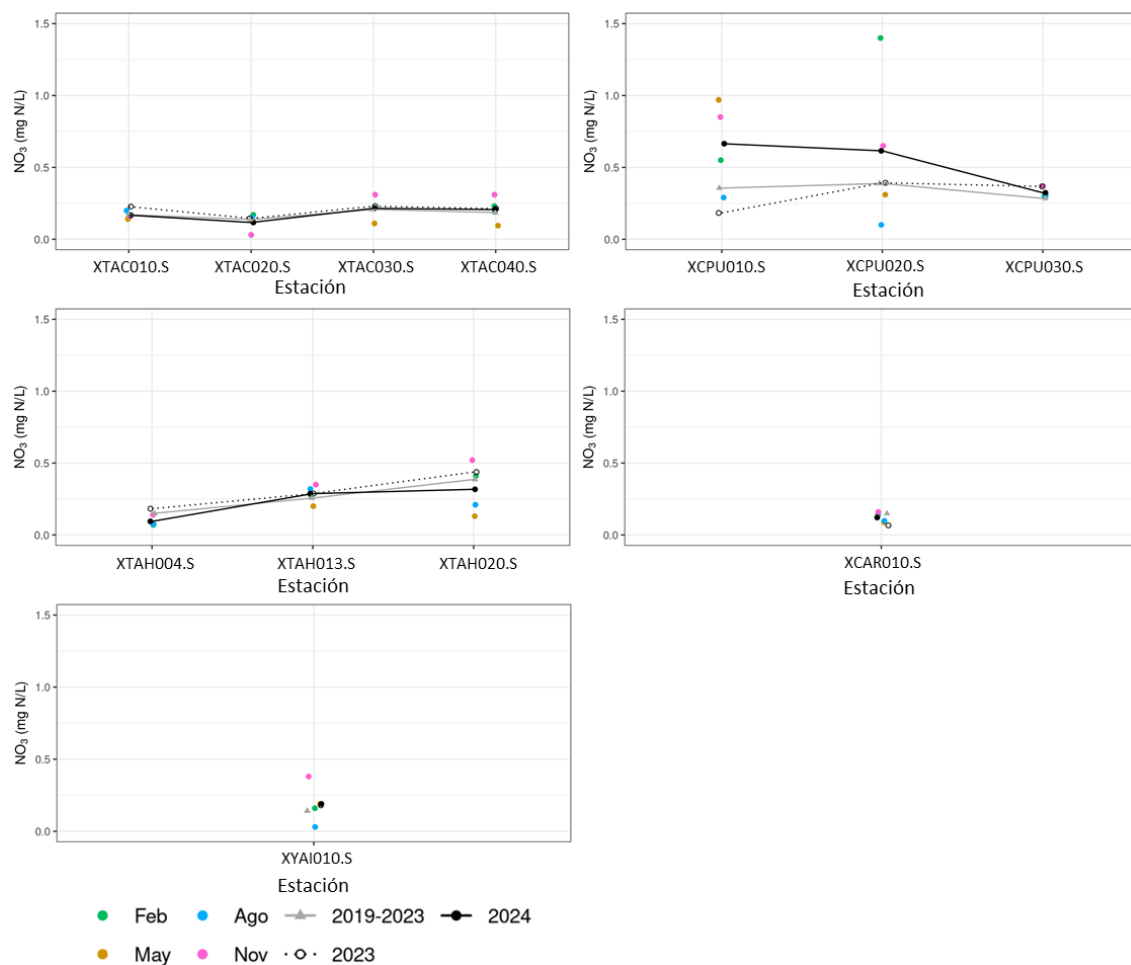 1.5
1.0
0.5
0.0
NO3 (mg N/L)
XTAC010.S XTAC020.S XTAC030.S XTAC040.S
Estación
1.5
1.0
0.5
0.0
NO3 (mg N/L)
XCPU010.S XCPU020.S XCPU030.S
Estación
1.5
1.0
0.5
0.0
NO3 (mg N/L)
XTAH004.S XTAH013.S XTAH020.S
Estación
1.5
1.0
0.5
0.0
NO3 (mg N/L)
XCAR010.S
Estación
1.5
1.0
0.5
0.0
NO3 (mg N/L)
XYAI010.S
Estación
Feb Ago 2019-2023 2024
May Nov 2023